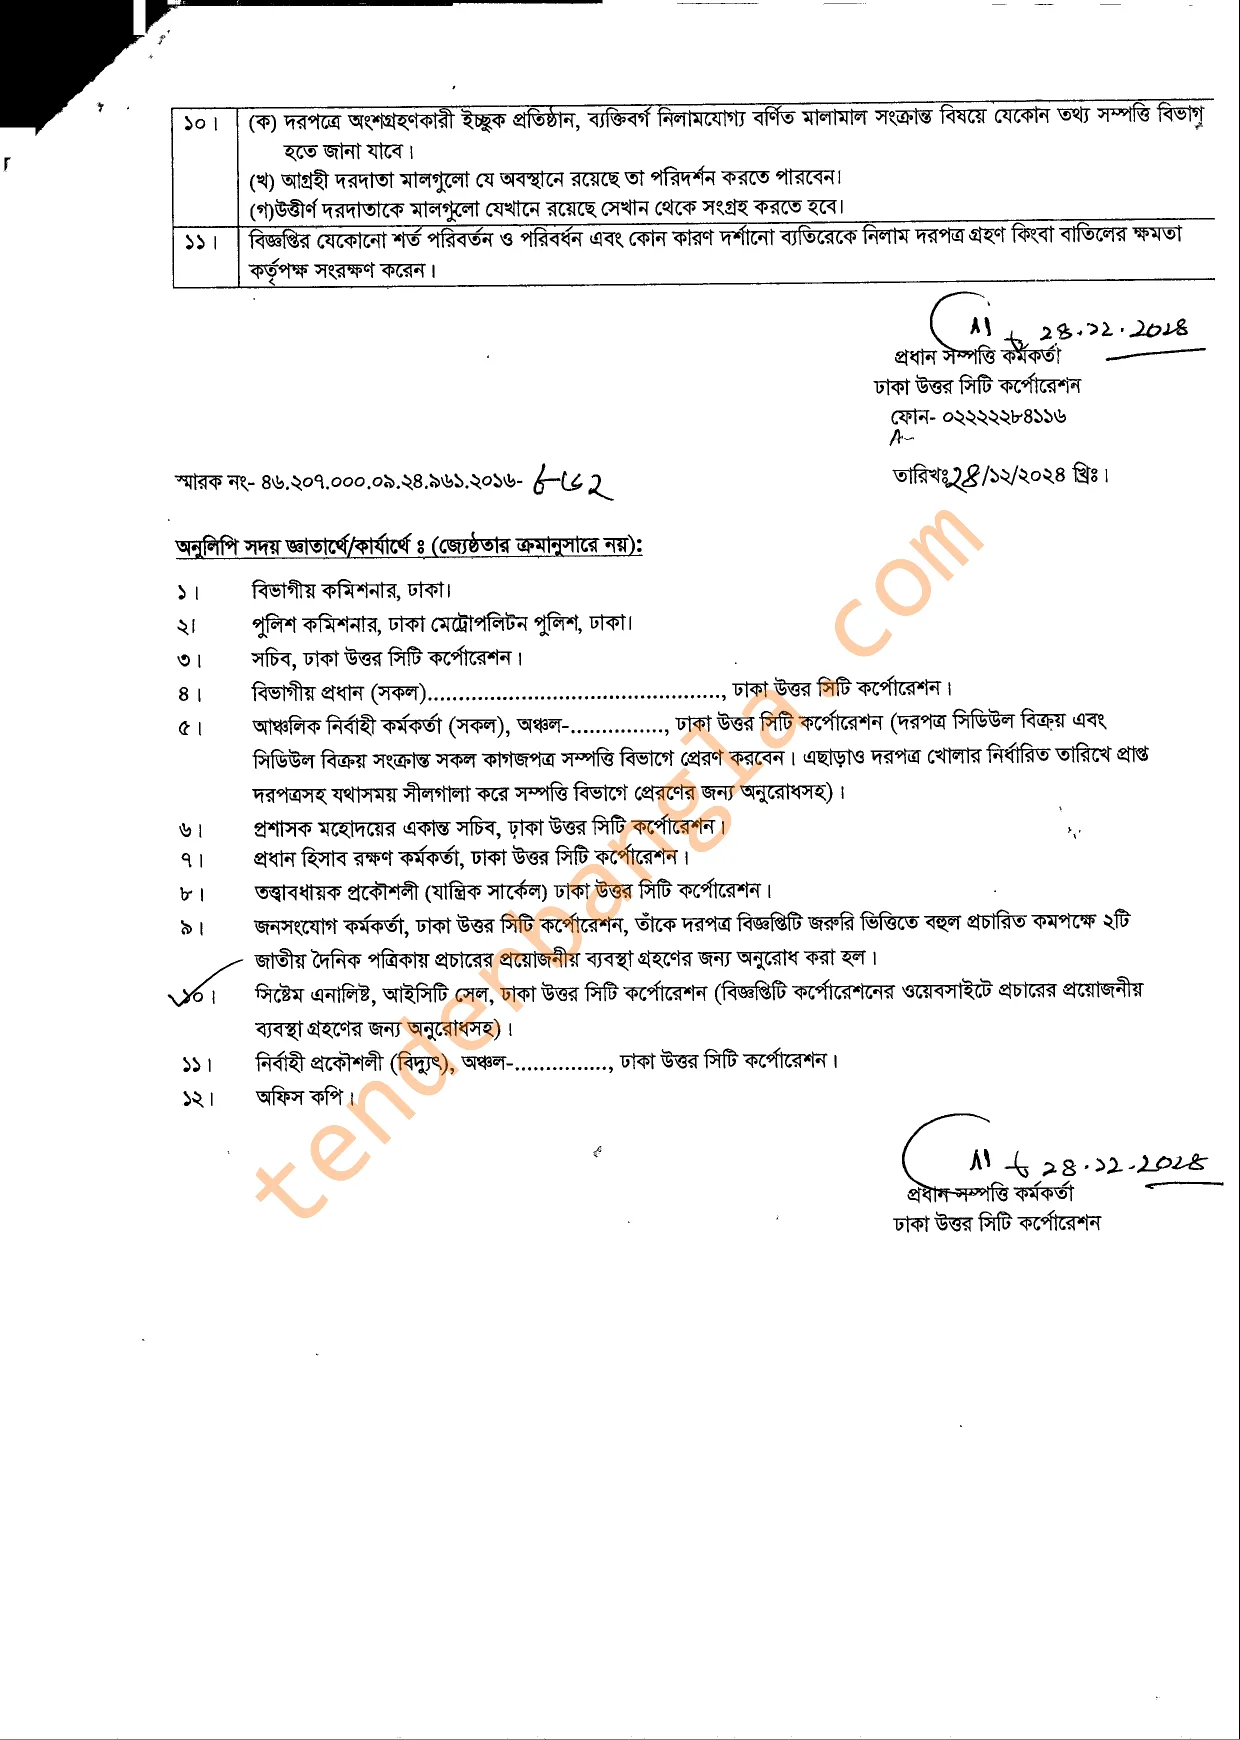 ১০। (ক) দরপত্রে অংশগ্রহণকারী ইচ্ছুক প্রতিষ্ঠান, ব্যক্তিবর্গ নিলামযোগ্য বর্ণিত মালামাল সংক্রান্ত বিষয়ে যেকোন তথ্য সম্পত্তি বিভাগ
হতে জানা যাবে।
(খ) আগ্রহী দরদাতা মালগুলো যে অবস্থানে রয়েছে তা পরিদর্শন করতে পারবেন।
(গ)উত্তীর্ণ দরদাতাকে মালগুলো যেখানে রয়েছে সেখান থেকে সংগ্রহ করতে হবে।
১১। বিজ্ঞপ্তির যেকোনো শর্ত পরিবর্তন ও পরিবর্ধন এবং কোন কারণ দর্শানো ব্যতিরেকে নিলাম দরপত্র গ্রহণ কিংবা বাতিলের ক্ষমতা
কর্তৃপক্ষ সংরক্ষণ করেন।
২৪.১২.২০২৪
প্রধান সম্পত্তি কর্মকর্তা
ঢাকা উত্তর সিটি কর্পোরেশন
ফোন- ০২২২২২৮৪১১৬
স্মারক নং- ৪৬.২০৭.০০০.০৯.২৪.৯৬১.২০১৬-
তারিখঃ২৪/১২/২০২৪ খ্রিঃ।
অনুলিপি সদয় জ্ঞাতার্থে/কার্যার্থে ঃ (জ্যেষ্ঠতার ক্রমানুসারে নয়):
১। বিভাগীয় কমিশনার, ঢাকা।
২। পুলিশ কমিশনার, ঢাকা মেট্রোপলিটন পুলিশ, ঢাকা।
৩। সচিব, ঢাকা উত্তর সিটি কর্পোরেশন।
৪। বিভাগীয় প্রধান (সকল)..............................................., ঢাকা উত্তর সিটি কর্পোরেশন।
৫। আঞ্চলিক নির্বাহী কর্মকর্তা (সকল), অঞ্চল-..............., ঢাকা উত্তর সিটি কর্পোরেশন (দরপত্র সিডিউল বিক্রয় এবং
সিডিউল বিক্রয় সংক্রান্ত সকল কাগজপত্র সম্পত্তি বিভাগে প্রেরণ করবেন। এছাড়াও দরপত্র খোলার নির্ধারিত তারিখে প্রাপ্ত
দরপত্রসহ যথাসময় সীলগালা করে সম্পত্তি বিভাগে প্রেরণের জন্য অনুরোধসহ)।
৬। প্রশাসক মহোদয়ের একান্ত সচিব, ঢাকা উত্তর সিটি কর্পোরেশন।
৭। প্রধান হিসাব রক্ষণ কর্মকর্তা, ঢাকা উত্তর সিটি কর্পোরেশন।
৮। তত্ত্বাবধায়ক প্রকৌশলী (যান্ত্রিক সার্কেল) ঢাকা উত্তর সিটি কর্পোরেশন।
৯। জনসংযোগ কর্মকর্তা, ঢাকা উত্তর সিটি কর্পোরেশন, তাঁকে দরপত্র বিজ্ঞপ্তিটি জরুরি ভিত্তিতে বহুল প্রচারিত কমপক্ষে ২টি
জাতীয় দৈনিক পত্রিকায় প্রচারের প্রয়োজনীয় ব্যবস্থা গ্রহণের জন্য অনুরোধ করা হল।
১০। সিষ্টেম এনালিষ্ট, আইসিটি সেল, ঢাকা উত্তর সিটি কর্পোরেশন (বিজ্ঞপ্তিটি কর্পোরেশনের ওয়েবসাইটে প্রচারের প্রয়োজনীয়
ব্যবস্থা গ্রহণের জন্য অনুরোধসহ)।
১১। নির্বাহী প্রকৌশলী (বিদ্যুৎ), অঞ্চল-..............., ঢাকা উত্তর সিটি কর্পোরেশন।
১২। অফিস কপি।
২৪.১২.২০২৪
প্রধান সম্পত্তি কর্মকর্তা
ঢাকা উত্তর সিটি কর্পোরেশন
tendenbangla.com